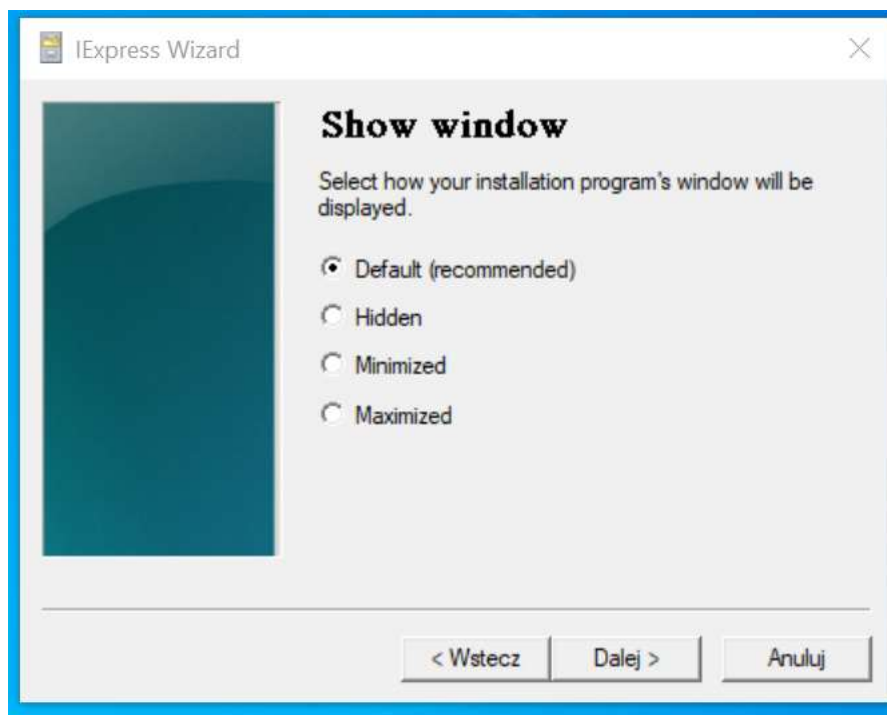 IExpress Wizard
Show window
Select how your installation program's window will be
displayed.
Default (recommended)
Hidden
Minimized
Maximized
< Wstecz
Dalej >
Anuluj